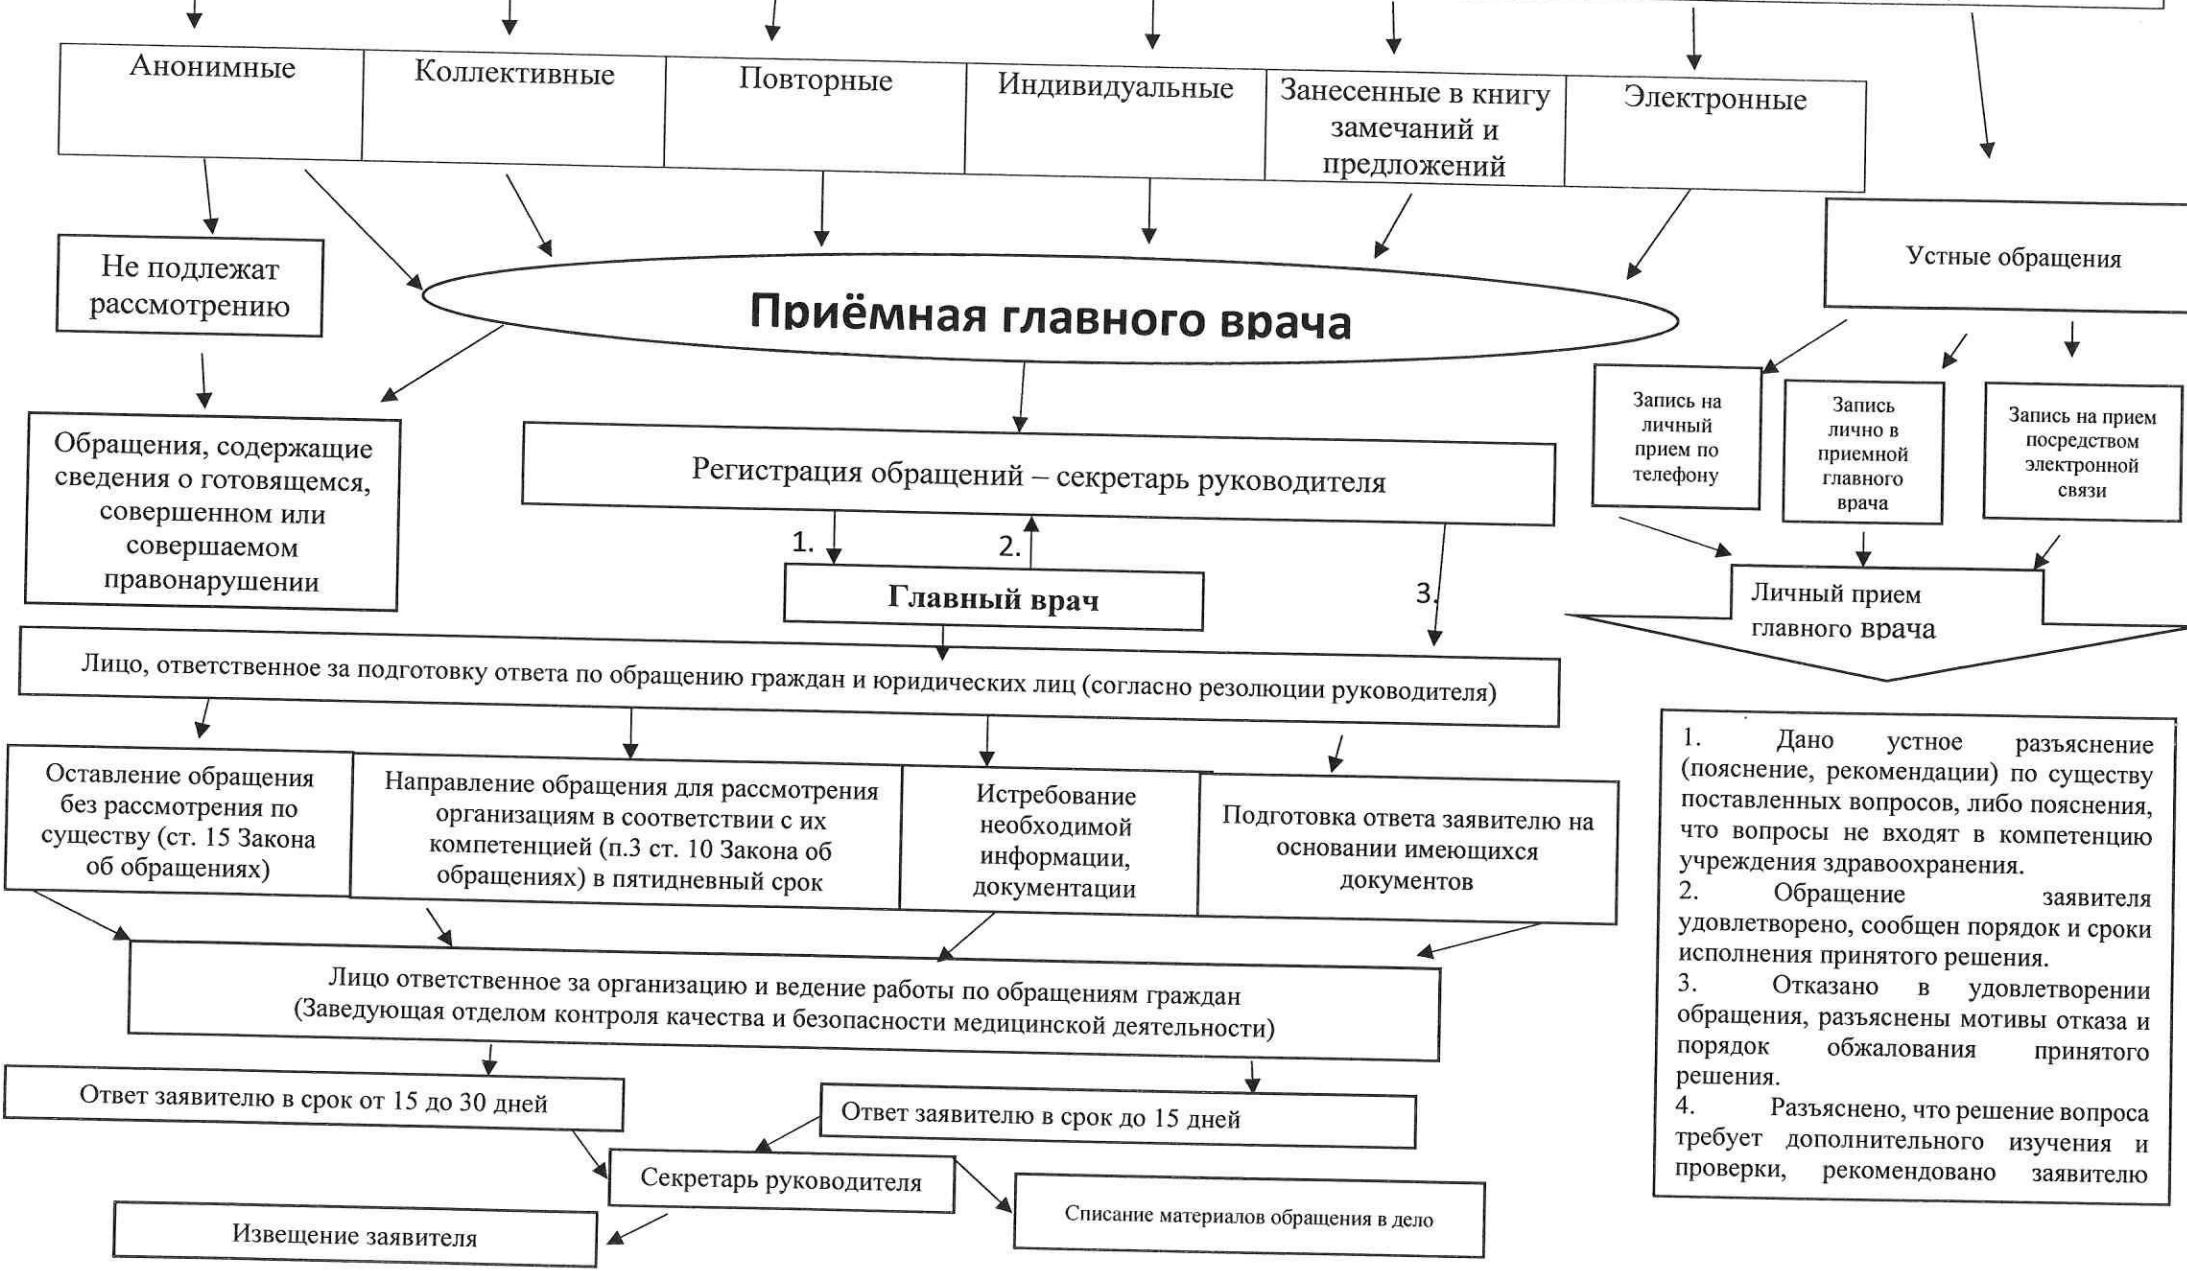 Анонимные
Коллективные
Повторные
Индивидуальные
Занесенные в книгу
замечаний и
предложений
Электронные
Не подлежат
рассмотрению
Приёмная главного врача
Устные обращения
Обращения, содержащие
сведения о готовящемся,
совершенном или
совершаемом
правонарушении
Регистрация обращений – секретарь руководителя
Запись на
личный
прием по
телефону
Запись
лично в
приемной
главного
врача
Запись на прием
посредством
электронной
связи
1.
2.
3.
Главный врач
Личный прием
главного врача
Лицо, ответственное за подготовку ответа по обращению граждан и юридических лиц (согласно резолюции руководителя)
Оставление обращения
без рассмотрения по
существу (ст. 15 Закона
об обращениях)
Направление обращения для рассмотрения
организациям в соответствии с их
компетенцией (п.3 ст. 10 Закона об
обращениях) в пятидневный срок
Истребование
необходимой
информации,
документации
Подготовка ответа заявителю на
основании имеющихся
документов
Лицо ответственное за организацию и ведение работы по обращениям граждан
(Заведующая отделом контроля качества и безопасности медицинской деятельности)
Ответ заявителю в срок от 15 до 30 дней
Ответ заявителю в срок до 15 дней
Секретарь руководителя
Извещение заявителя
Списание материалов обращения в дело
1. Дано устное разъяснение
(пояснение, рекомендации) по существу
поставленных вопросов, либо пояснения,
что вопросы не входят в компетенцию
учреждения здравоохранения.
2. Обращение заявителя
удовлетворено, сообщен порядок и сроки
исполнения принятого решения.
3. Отказано в удовлетворении
обращения, разъяснены мотивы отказа и
порядок обжалования принятого
решения.
4. Разъяснено, что решение вопроса
требует дополнительного изучения и
проверки, рекомендовано заявителю